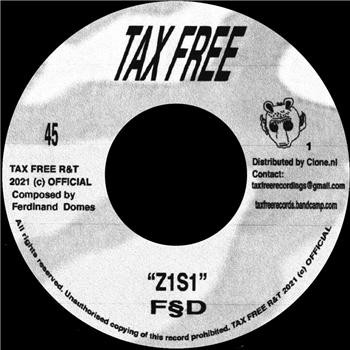 TAX FREE
45
1
TAX FREE R&T
2021 (c) OFFICIAL
Composed by
Ferdinand Domes
Distributed by Clone.nl
Contact:
taxfreerecordings@gmail.com
taxfreerecords.bandcamp.com
"Z1S1"
F§D
All rights reserved. Unauthorised copying of this record prohibited. TAX FREE R&T 2021 (c) OFFICIAL